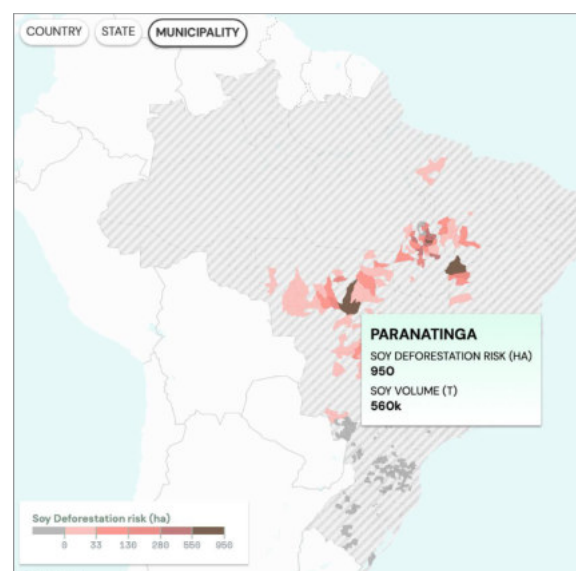 COUNTRY STATE MUNICIPALITY
PARANATINGA
SOY DEFORESTATION RISK (HA)
950
SOY VOLUME (T)
560k
Soy Deforestation risk (ha)
0 33 130 280 550 950